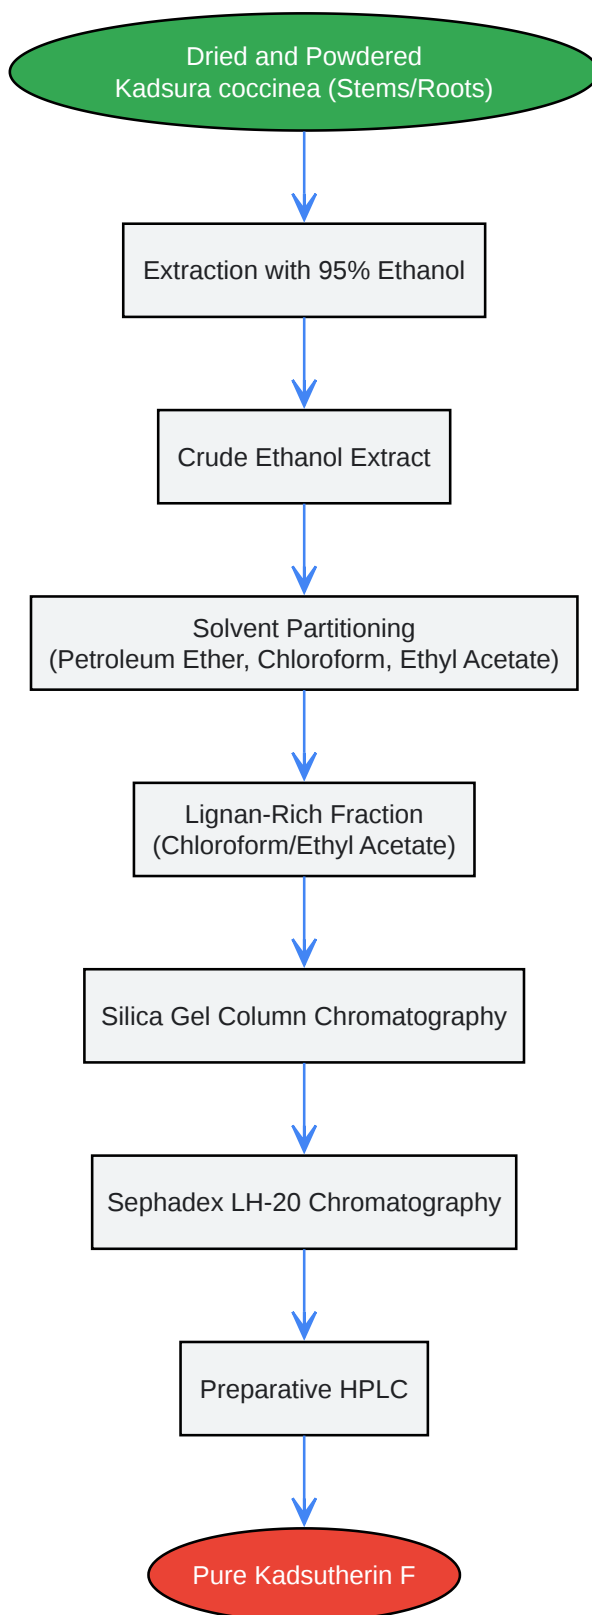 Dried and Powdered
Kadsura coccinea (Stems/Roots)
Extraction with 95% Ethanol
Crude Ethanol Extract
Solvent Partitioning
(Petroleum Ether, Chloroform, Ethyl Acetate)
Lignan-Rich Fraction
(Chloroform/Ethyl Acetate)
Silica Gel Column Chromatography
Sephadex LH-20 Chromatography
Preparative HPLC
Pure Kadsutherin F